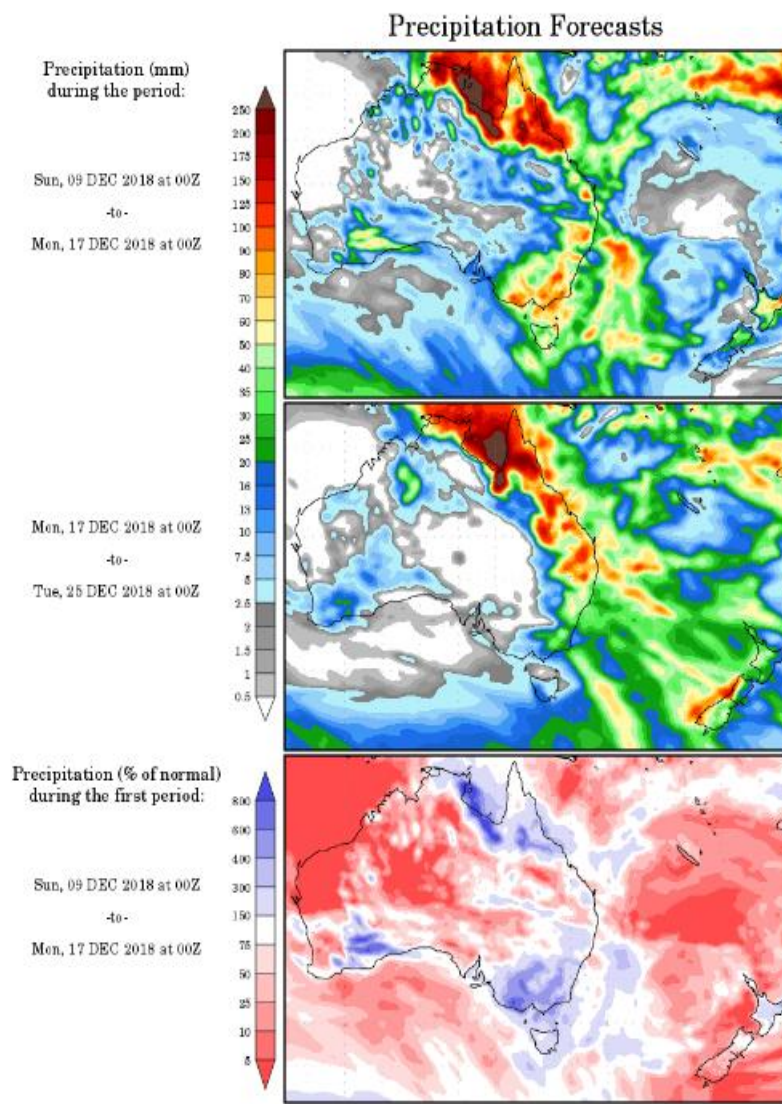 Precipitation Forecasts
Precipitation (mm)
during the period:
250
200
175
150
125
100
90
80
70
60
50
40
35
30
25
20
16
13
10
7.5
5
2.5
2
1.5
1
0.5
Sun, 09 DEC 2018 at 00Z
-to-
Mon, 17 DEC 2018 at 00Z
Mon, 17 DEC 2018 at 00Z
-to-
Tue, 25 DEC 2018 at 00Z
Precipitation (% of normal)
during the first period:
800
600
400
300
150
75
50
25
10
5
Sun, 09 DEC 2018 at 00Z
-to-
Mon, 17 DEC 2018 at 00Z